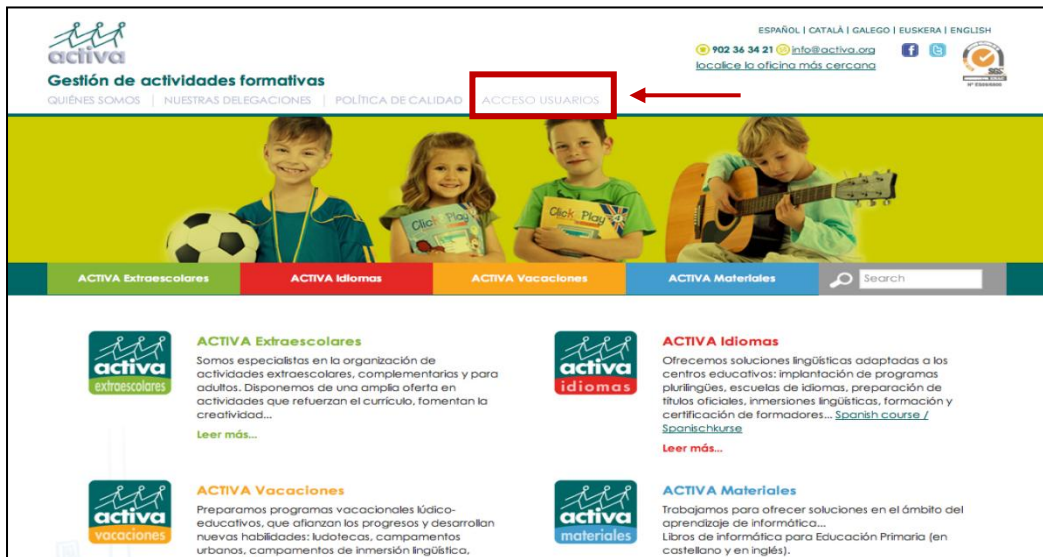 activa
ESPAÑOL | CATALÀ | GALEGO | EUSKERA | ENGLISH
902 36 34 21 info@activa.org
localice la oficina más cercana
SGS
Gestión de actividades formativas
QUIÉNES SOMOS | NUESTRAS DELEGACIONES | POLÍTICA DE CALIDAD | ACCESO USUARIOS
Click Play
Click Play 4
ACTIVA Extraescolares
ACTIVA Idiomas
ACTIVA Vacaciones
ACTIVA Materiales
Search
activa
extraescolares
ACTIVA Extraescolares
Somos especialistas en la organización de
actividades extraescolares, complementarias y para
adultos. Disponemos de una amplia oferta en
actividades que refuerzan el currículo, fomentan la
creatividad...
Leer más...
activa
idiomas
ACTIVA Idiomas
Ofrecemos soluciones lingüísticas adaptadas a los
centros educativos: implantación de programas
plurilingües, escuelas de idiomas, preparación de
títulos oficiales, inmersiones lingüísticas, formación y
certificación de formadores... Spanish course /
Spanischkurse
Leer más...
activa
vacaciones
ACTIVA Vacaciones
Preparamos programas vacacionales lúdico-
educativos, que afianzan los progresos y desarrollan
nuevas habilidades: ludotecas, campamentos
urbanos, campamentos de inmersión lingüística,
activa
materiales
ACTIVA Materiales
Trabajamos para ofrecer soluciones en el ámbito del
aprendizaje de informática...
Libros de informática para Educación Primaria (en
castellano y en inglés).